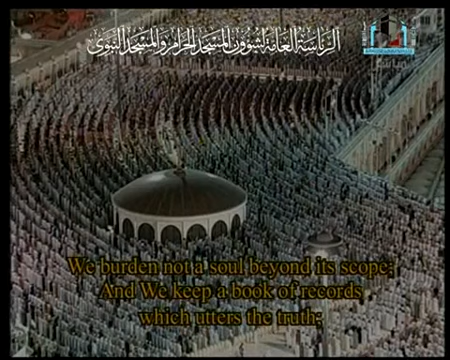 الرئاسة العامة لشؤون المسجد الحرام والمسجد النبوي
We burden not a soul beyond its scope;
And We keep a book of records
which utters the truth;